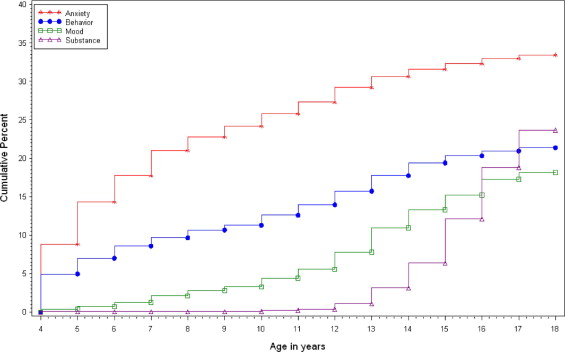 40
35
30
25
20
15
10
5
0
Cumulative Percent
Anxiety
Behavior
Mood
Substance
4 5 6 7 8 9 10 11 12 13 14 15 16 17 18
Age in years